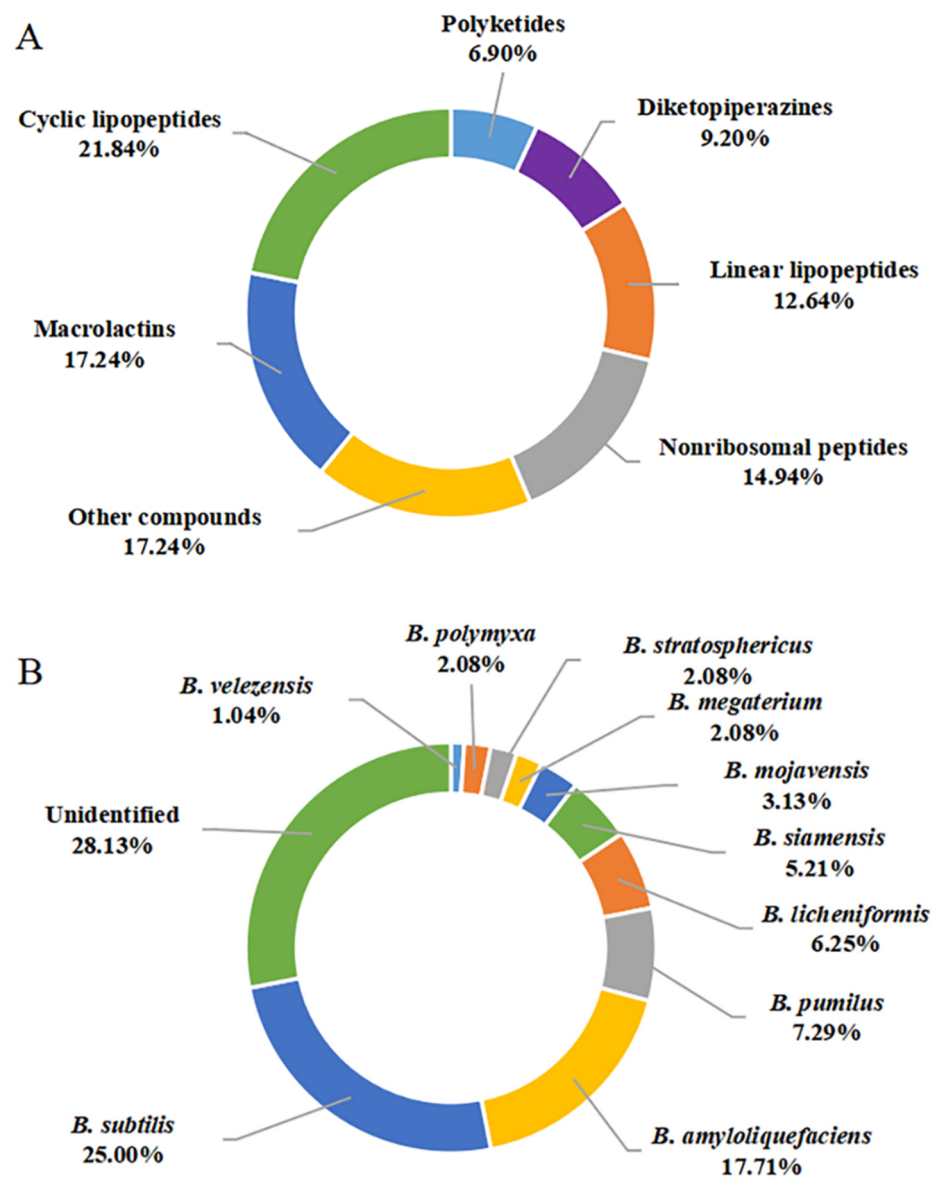 A
Polyketides
6.90%
Diketopiperazines
9.20%
Cyclic lipopeptides
21.84%
Linear lipopeptides
12.64%
Macrolactins
17.24%
Nonribosomal peptides
14.94%
Other compounds
17.24%
B
B. polymyxa
2.08%
B. stratosphericus
2.08%
B. velezensis
1.04%
B. megaterium
2.08%
B. mojavensis
3.13%
Unidentified
28.13%
B. siamensis
5.21%
B. licheniformis
6.25%
B. pumilus
7.29%
B. subtilis
25.00%
B. amyloliquefaciens
17.71%